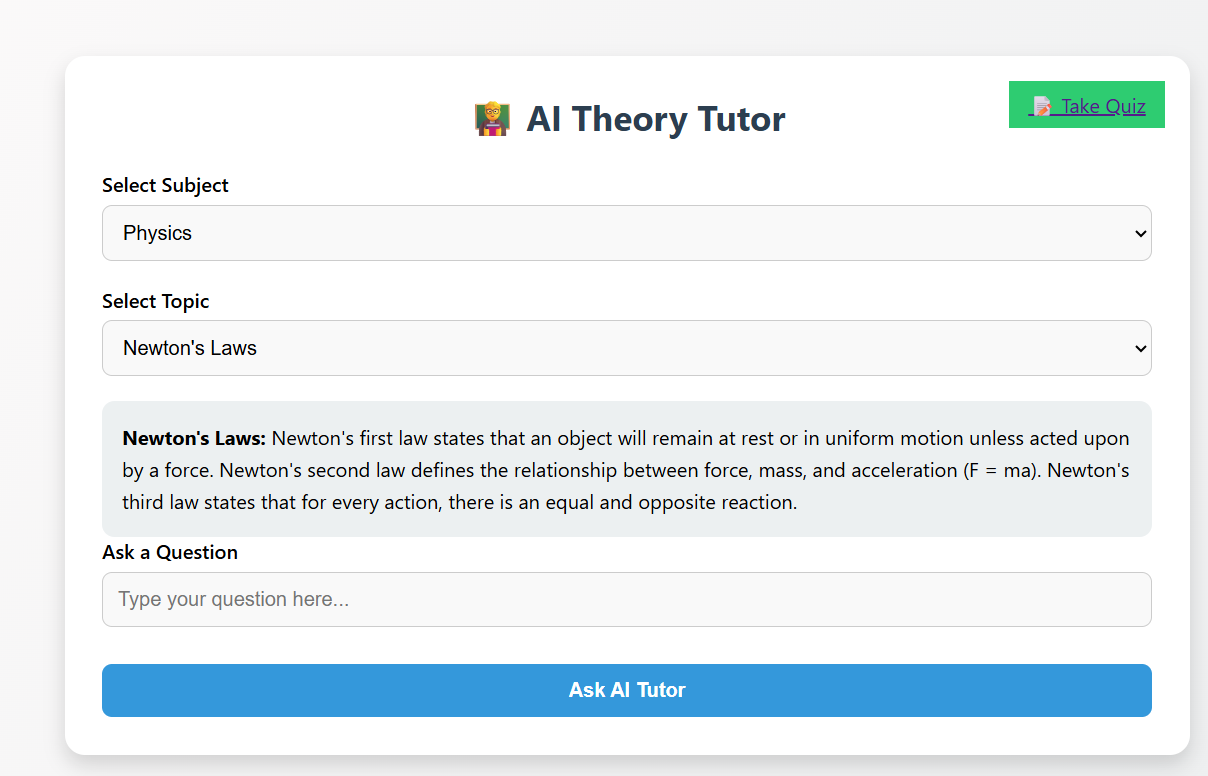 AI Theory Tutor
Take Quiz
Select Subject
Physics
Select Topic
Newton's Laws
Newton's Laws: Newton's first law states that an object will remain at rest or in uniform motion unless acted upon
by a force. Newton's second law defines the relationship between force, mass, and acceleration (F = ma). Newton's
third law states that for every action, there is an equal and opposite reaction.
Ask a Question
Type your question here...
Ask AI Tutor